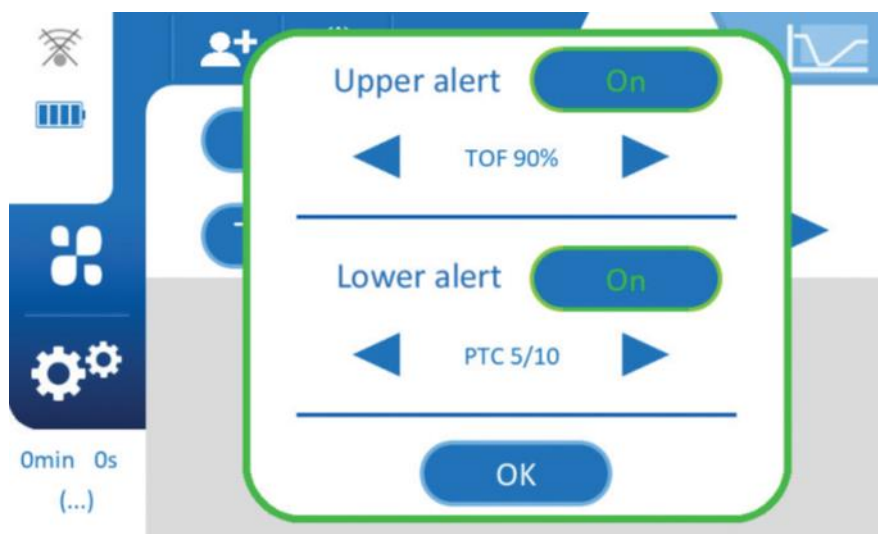 Upper alert On
TOF 90%
Lower alert On
PTC 5/10
OK
0min 0s
(...)